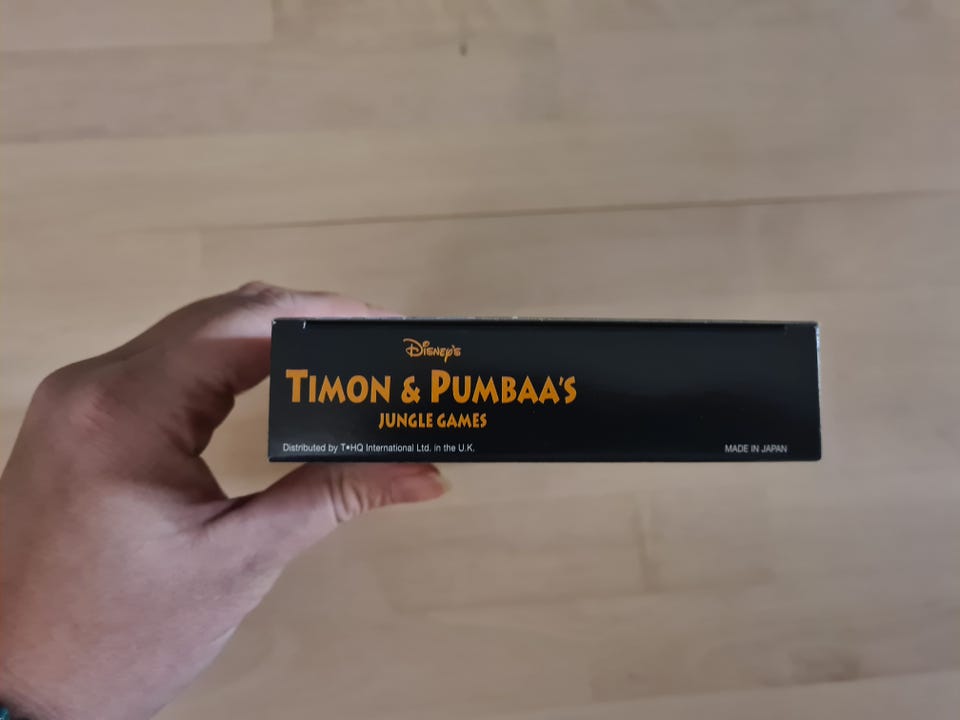 Disney's
TIMON & PUMBAA'S
JUNGLE GAMES
Distributed by T•HQ International Ltd. in the U.K.
MADE IN JAPAN